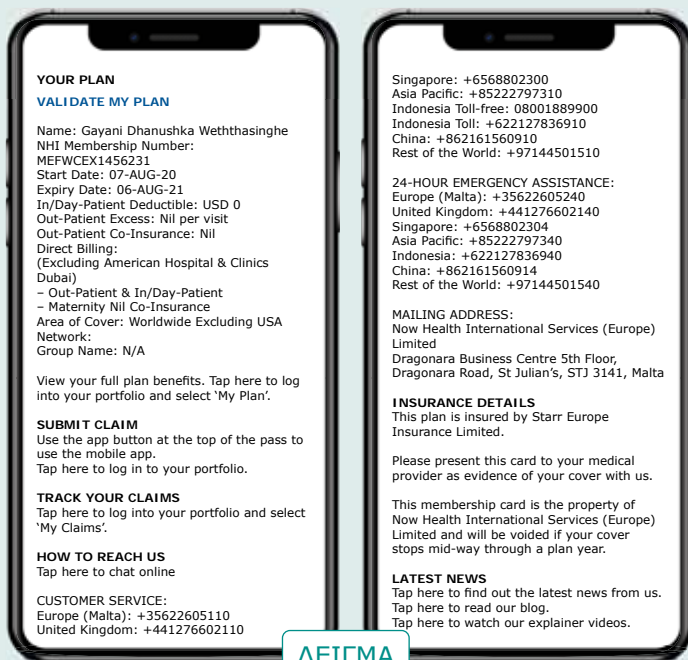 YOUR PLAN
VALIDATE MY PLAN
Name: Gayani Dhanushka Weththasinghe
NHI Membership Number:
MEFWCEX1456231
Start Date: 07-AUG-20
Expiry Date: 06-AUG-21
In/Day-Patient Deductible: USD 0
Out-Patient Excess: Nil per visit
Out-Patient Co-Insurance: Nil
Direct Billing:
(Excluding American Hospital & Clinics
Dubai)
– Out-Patient & In/Day-Patient
– Maternity Nil Co-Insurance
Area of Cover: Worldwide Excluding USA
Network:
Group Name: N/A
View your full plan benefits. Tap here to log
into your portfolio and select ‘My Plan’.
SUBMIT CLAIM
Use the app button at the top of the pass to
use the mobile app.
Tap here to log in to your portfolio.
TRACK YOUR CLAIMS
Tap here to log into your portfolio and select
‘My Claims’.
HOW TO REACH US
Tap here to chat online
CUSTOMER SERVICE:
Europe (Malta): +35622605110
United Kingdom: +441276602110
Singapore: +6568802300
Asia Pacific: +85222797310
Indonesia Toll-free: 08001889900
Indonesia Toll: +622127836910
China: +862161560910
Rest of the World: +97144501510
24-HOUR EMERGENCY ASSISTANCE:
Europe (Malta): +35622605240
United Kingdom: +441276602140
Singapore: +6568802304
Asia Pacific: +85222797340
Indonesia: +622127836940
China: +862161560914
Rest of the World: +97144501540
MAILING ADDRESS:
Now Health International Services (Europe)
Limited
Dragonara Business Centre 5th Floor,
Dragonara Road, St Julian’s, STJ 3141, Malta
INSURANCE DETAILS
This plan is insured by Starr Europe
Insurance Limited.
Please present this card to your medical
provider as evidence of your cover with us.
This membership card is the property of
Now Health International Services (Europe)
Limited and will be voided if your cover
stops mid-way through a plan year.
LATEST NEWS
Tap here to find out the latest news from us.
Tap here to read our blog.
Tap here to watch our explainer videos.
ΔΕΙΓΜΑ